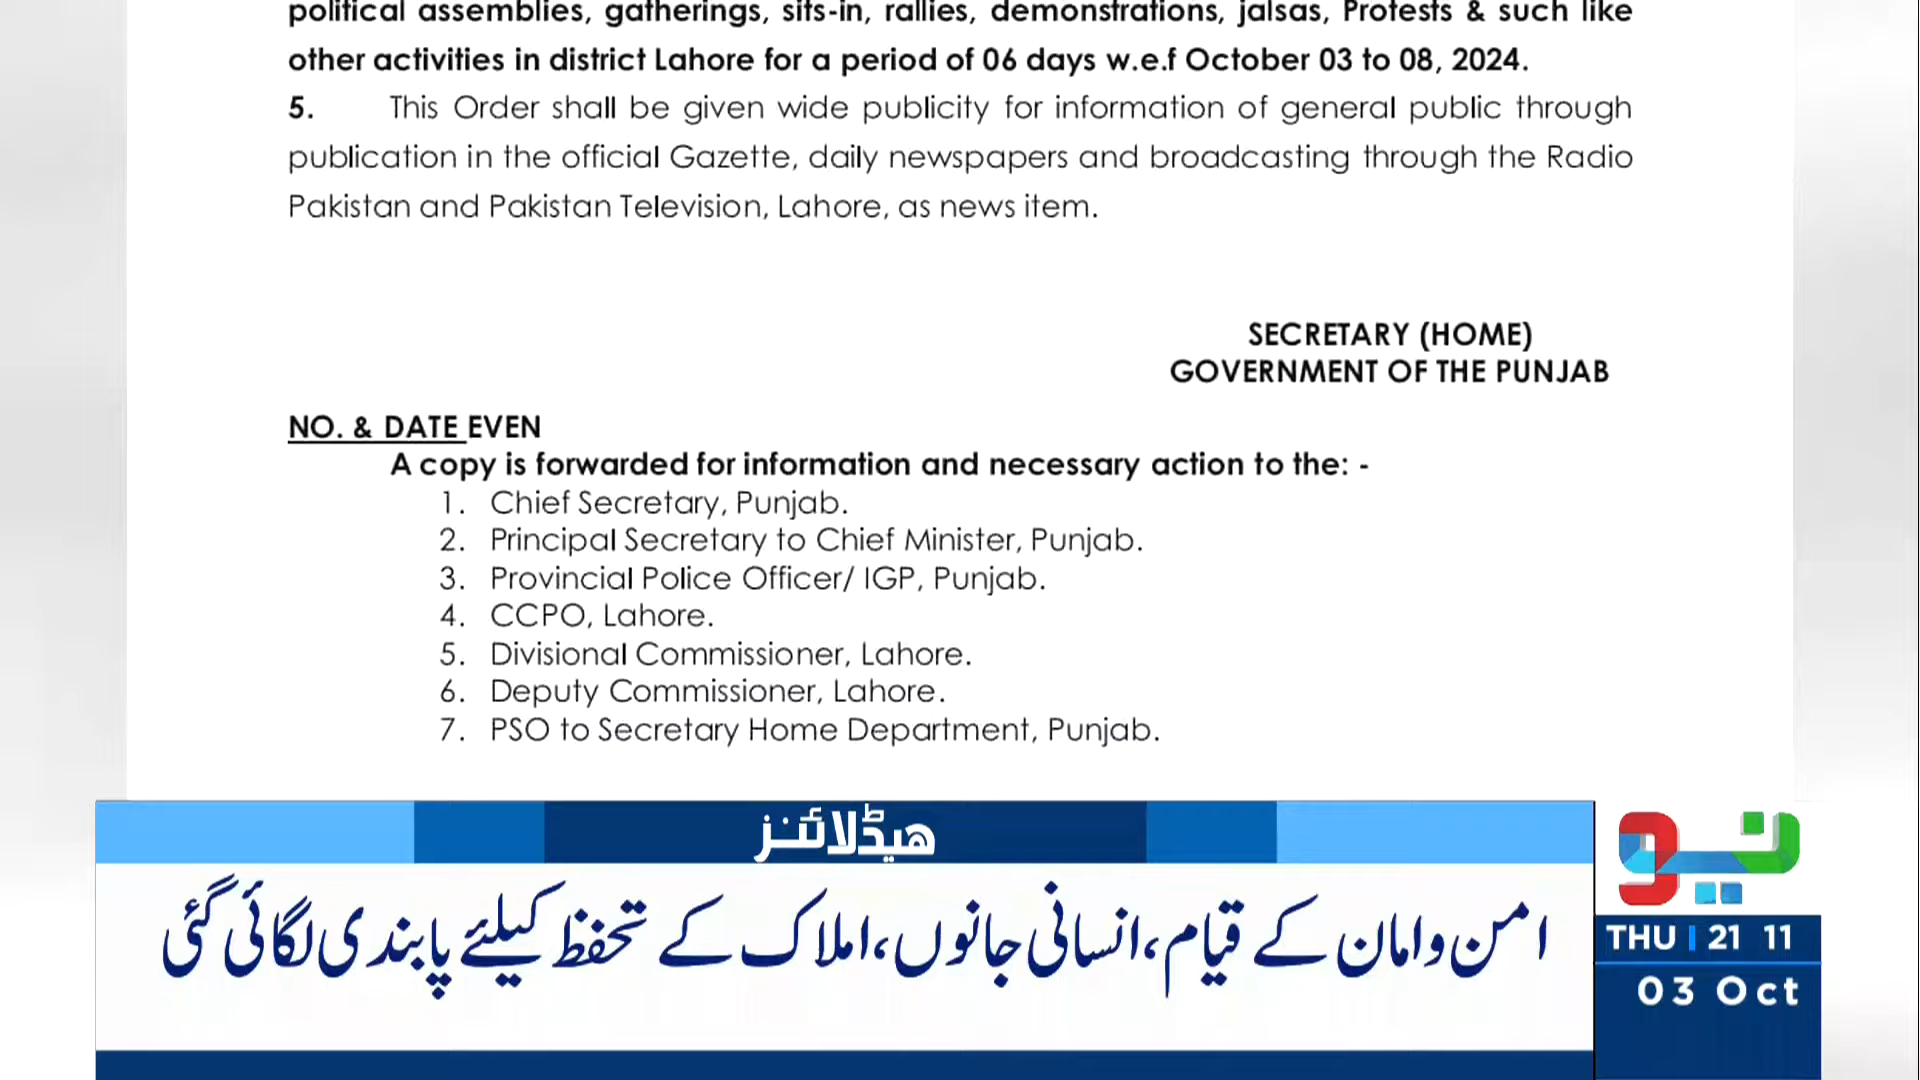 political assemblies, gatherings, sits-in, rallies, demonstrations, jalsas, Protests & such like
other activities in district Lahore for a period of 06 days w.e.f October 03 to 08, 2024.
5. This Order shall be given wide publicity for information of general public through
publication in the official Gazette, daily newspapers and broadcasting through the Radio
Pakistan and Pakistan Television, Lahore, as news item.
SECRETARY (HOME)
GOVERNMENT OF THE PUNJAB
NO. & DATE EVEN
A copy is forwarded for information and necessary action to the: -
1. Chief Secretary, Punjab.
2. Principal Secretary to Chief Minister, Punjab.
3. Provincial Police Officer/ IGP, Punjab.
4. CCPO, Lahore.
5. Divisional Commissioner, Lahore.
6. Deputy Commissioner, Lahore.
7. PSO to Secretary Home Department, Punjab.
ہیڈلائنز
امن وامان کے قیام، انسانی جانوں، املاک کے تحفظ کیلئے پابندی لگائی گئی
نیو
THU 21 11
03 Oct